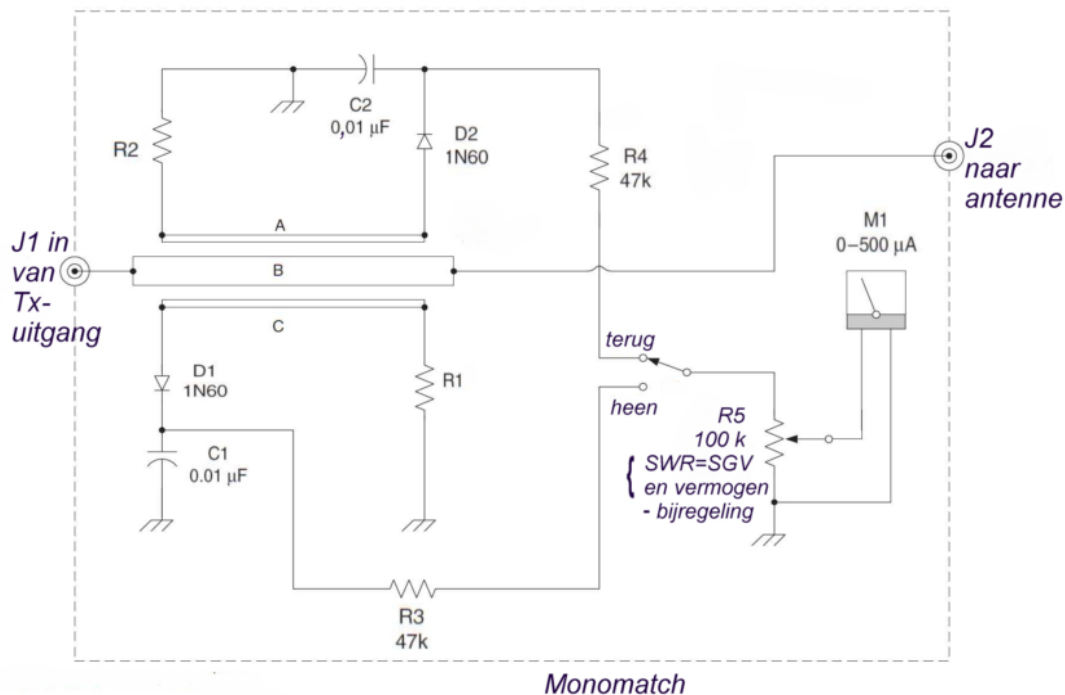 C2
0,01 µF
D2
1N60
R2
R4
47k
J2
naar
antenne
A
M1
0–500 µA
J1 in
van
Tx-
uitgang
B
C
terug
D1
1N60
R1
heen
R5
100 k
C1
0.01 µF
{ SWR=SGV
en vermogen
- bijregeling
R3
47k
Monomatch